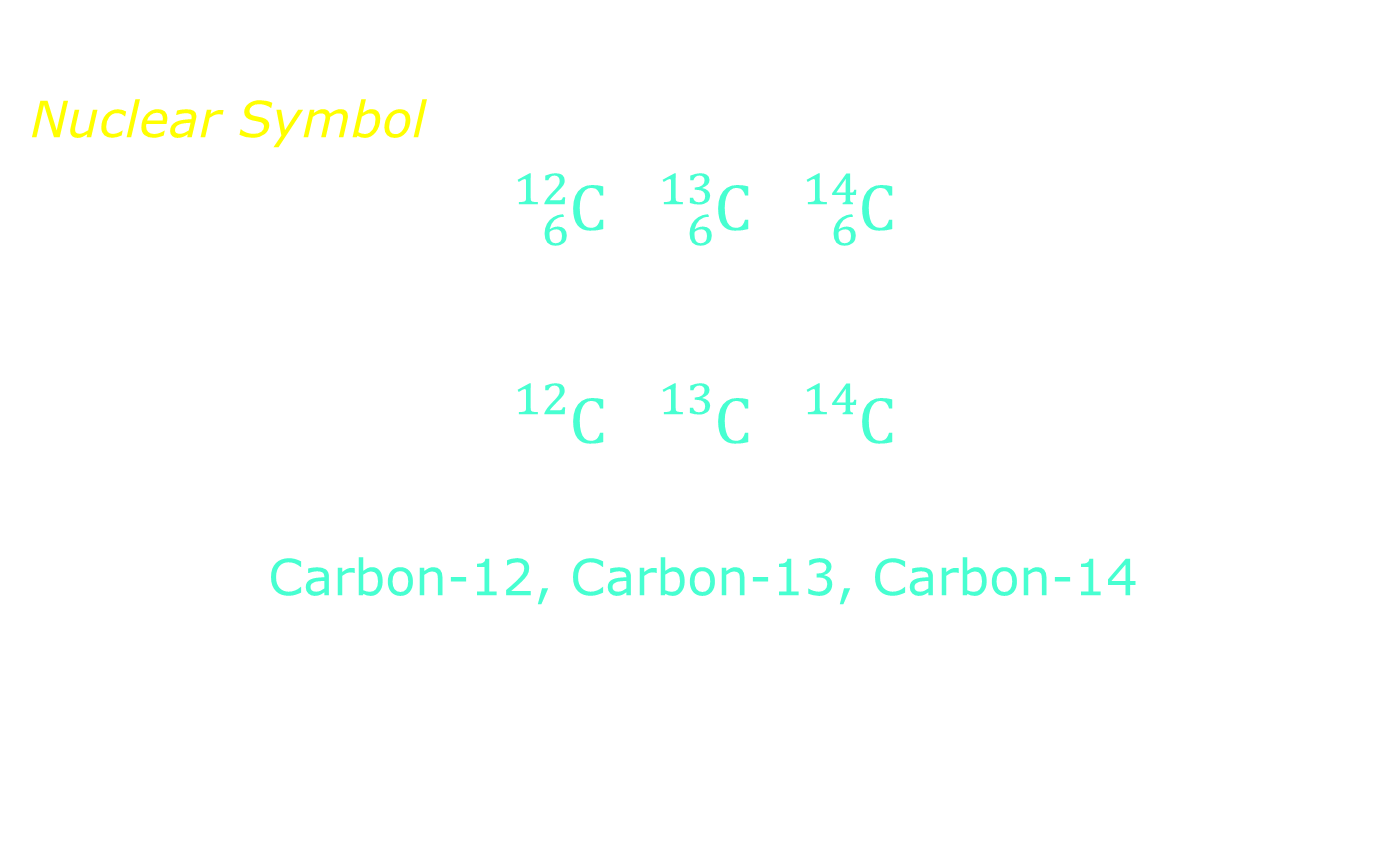 Nuclear Symbol
¹²₆C ¹³₆C ¹⁴₆C
¹²C ¹³C ¹⁴C
Carbon-12, Carbon-13, Carbon-14